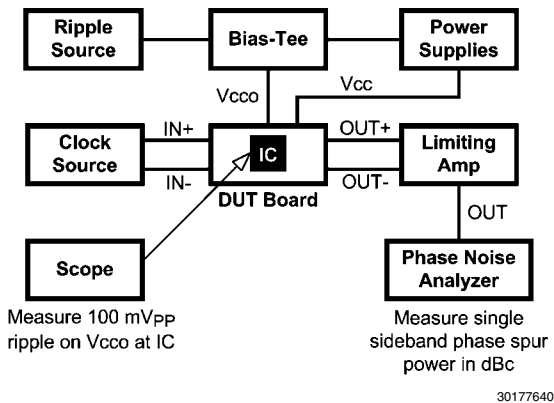 Ripple Source
Bias-Tee
Power Supplies
Vcco
Vcc
Clock Source
IN+
IN-
IC
DUT Board
OUT+
OUT-
Limiting Amp
OUT
Scope
Phase Noise Analyzer
Measure 100 mVPP
ripple on Vcco at IC
Measure single
sideband phase spur
power in dBc
30177640